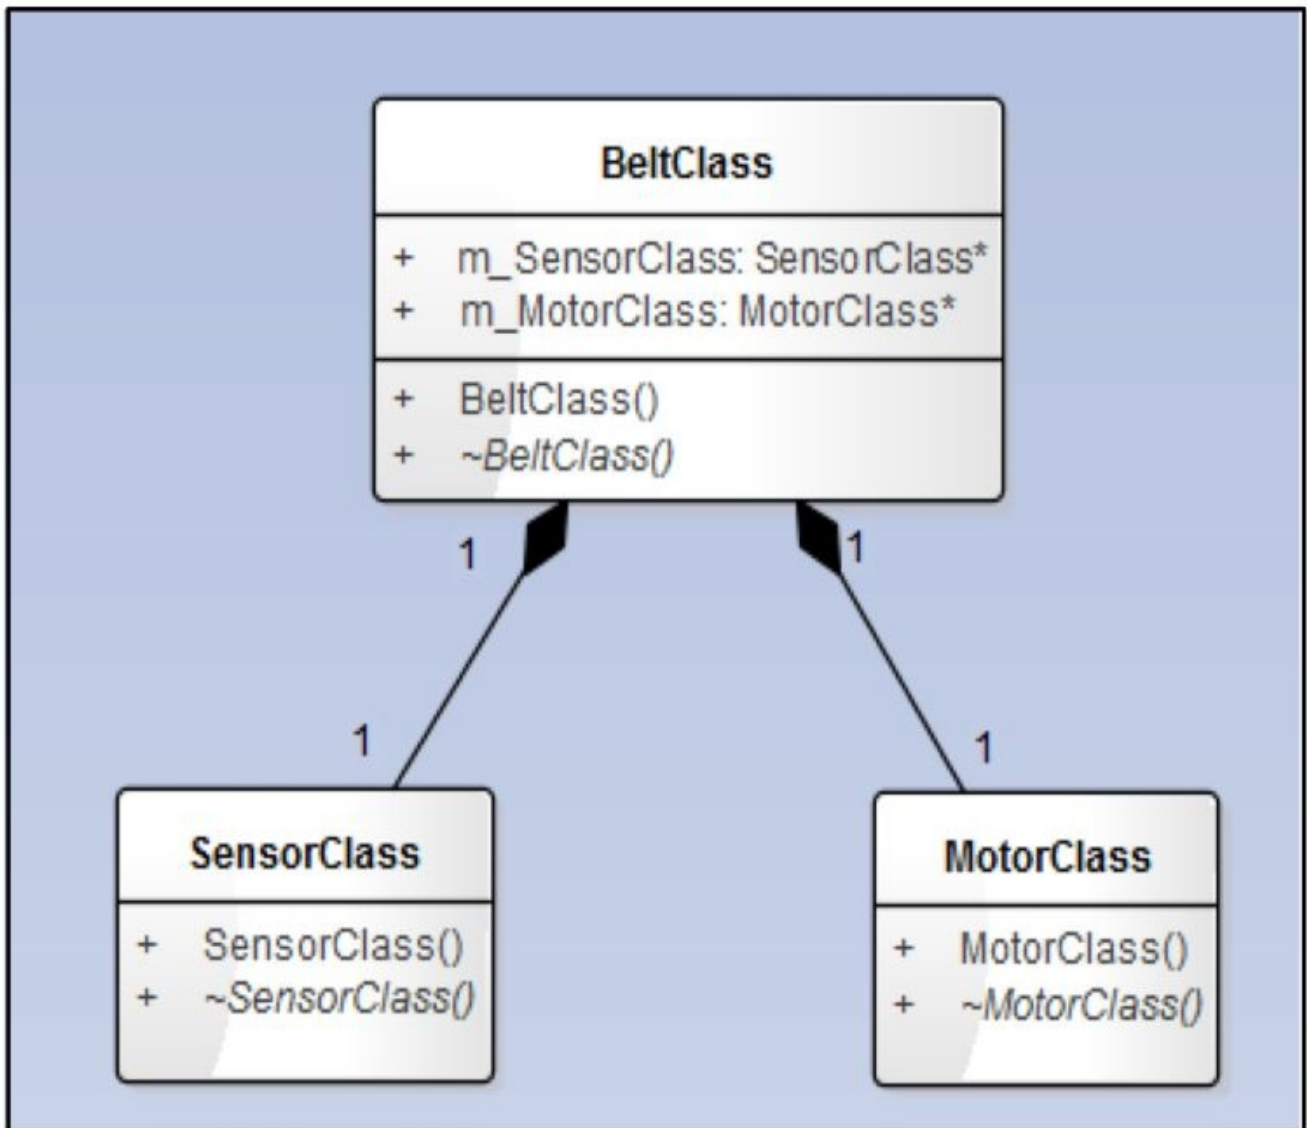 BeltClass
+ m_SensorClass: SensorClass*
+ m_MotorClass: MotorClass*
+ BeltClass()
+ ~BeltClass()
1
1
1
1
SensorClass
+ SensorClass()
+ ~SensorClass()
MotorClass
+ MotorClass()
+ ~MotorClass()